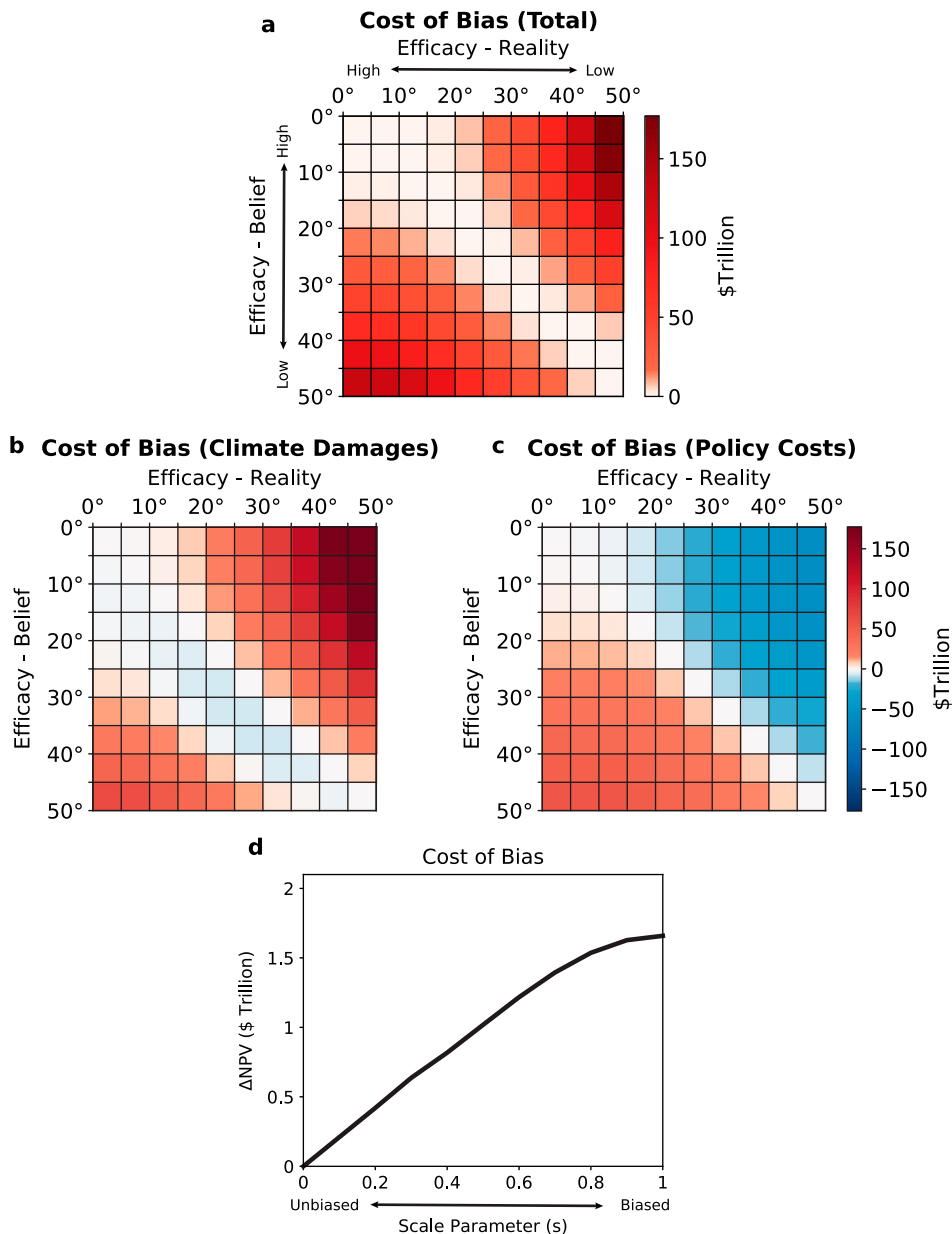 a
Cost of Bias (Total)
Efficacy - Reality
High Low
0° 10° 20° 30° 40° 50°
0°
10°
20°
30°
40°
50°
High
Efficacy - Belief
Low
150
100
50
0
$Trillion
b Cost of Bias (Climate Damages)
Efficacy - Reality
0° 10° 20° 30° 40° 50°
0°
10°
20°
30°
40°
50°
Efficacy - Belief
c Cost of Bias (Policy Costs)
Efficacy - Reality
0° 10° 20° 30° 40° 50°
0°
10°
20°
30°
40°
50°
Efficacy - Belief
150
100
50
0
−50
−100
−150
$Trillion
d
Cost of Bias
2
1.5
1
0.5
0
ΔNPV ($ Trillion)
0 0.2 0.4 0.6 0.8 1
Unbiased Biased
Scale Parameter (s)